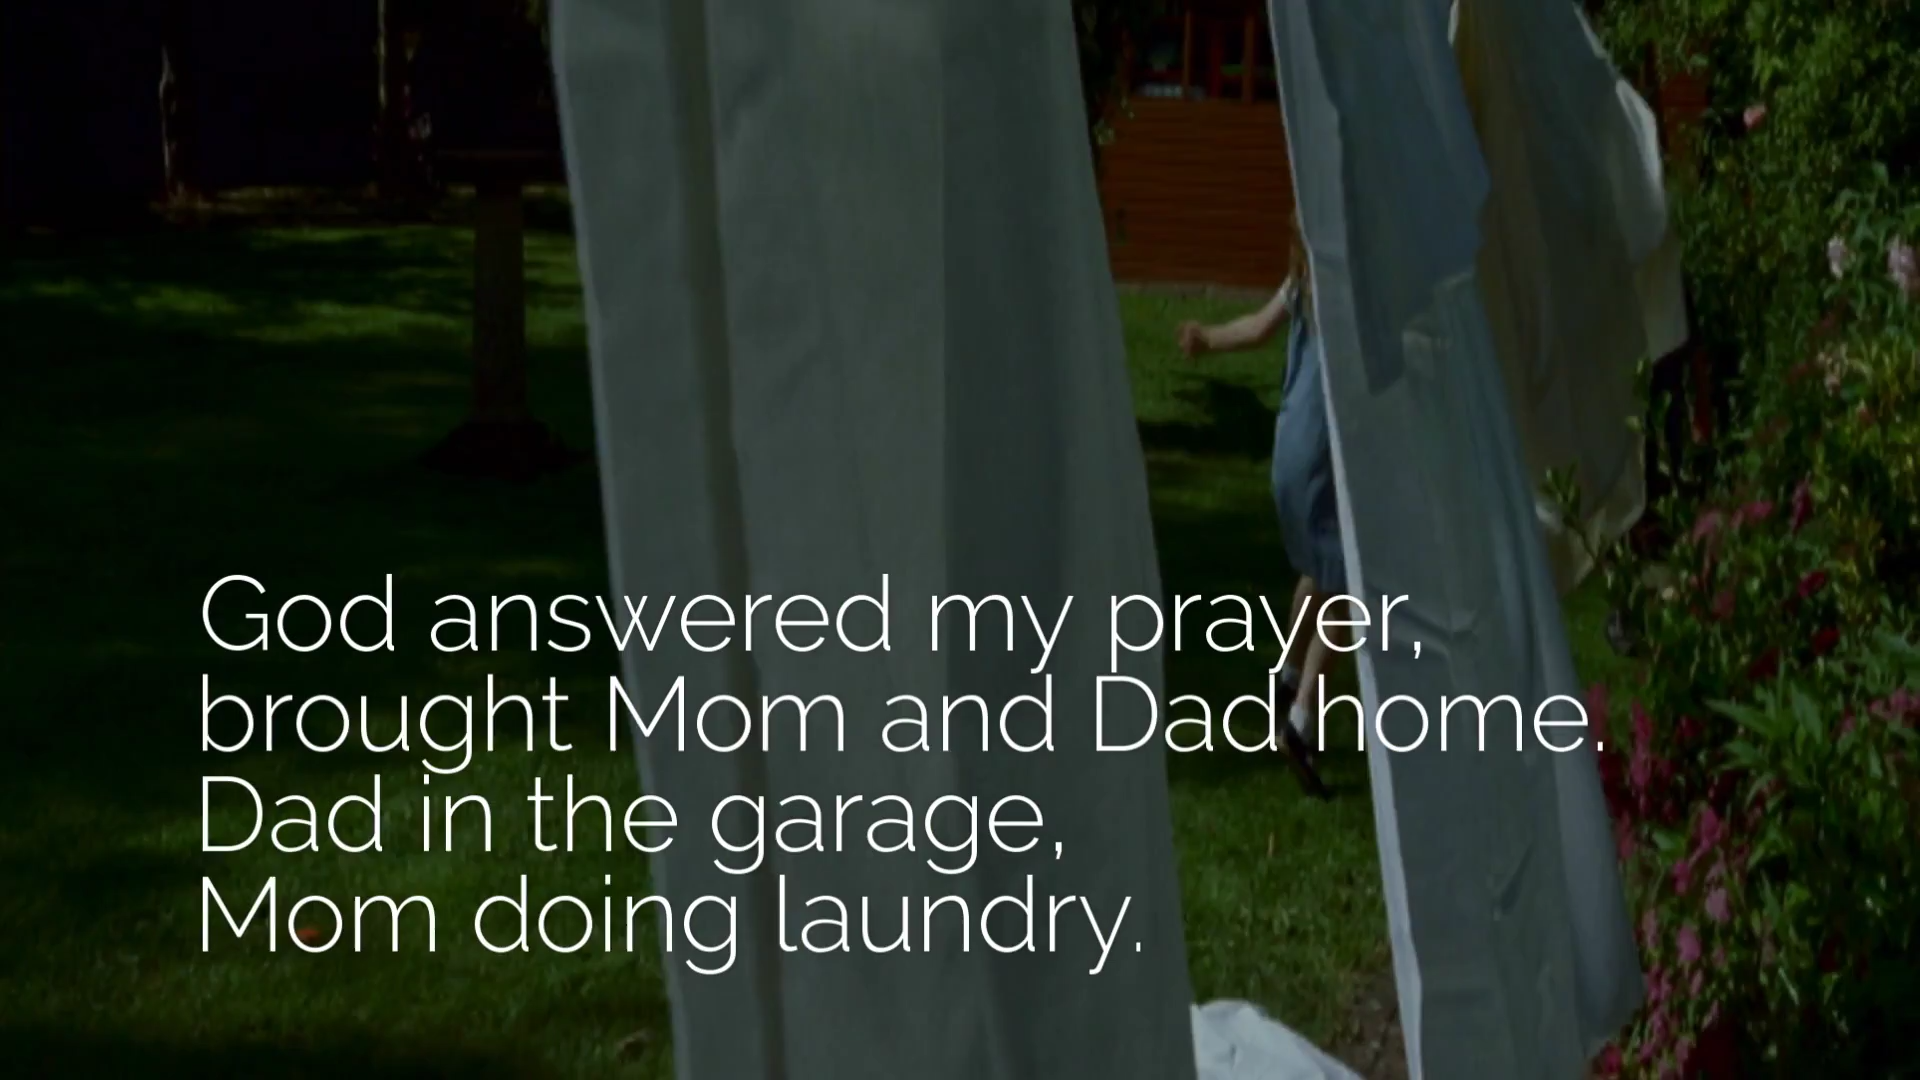 God answered my prayer,
brought Mom and Dad home.
Dad in the garage,
Mom doing laundry.